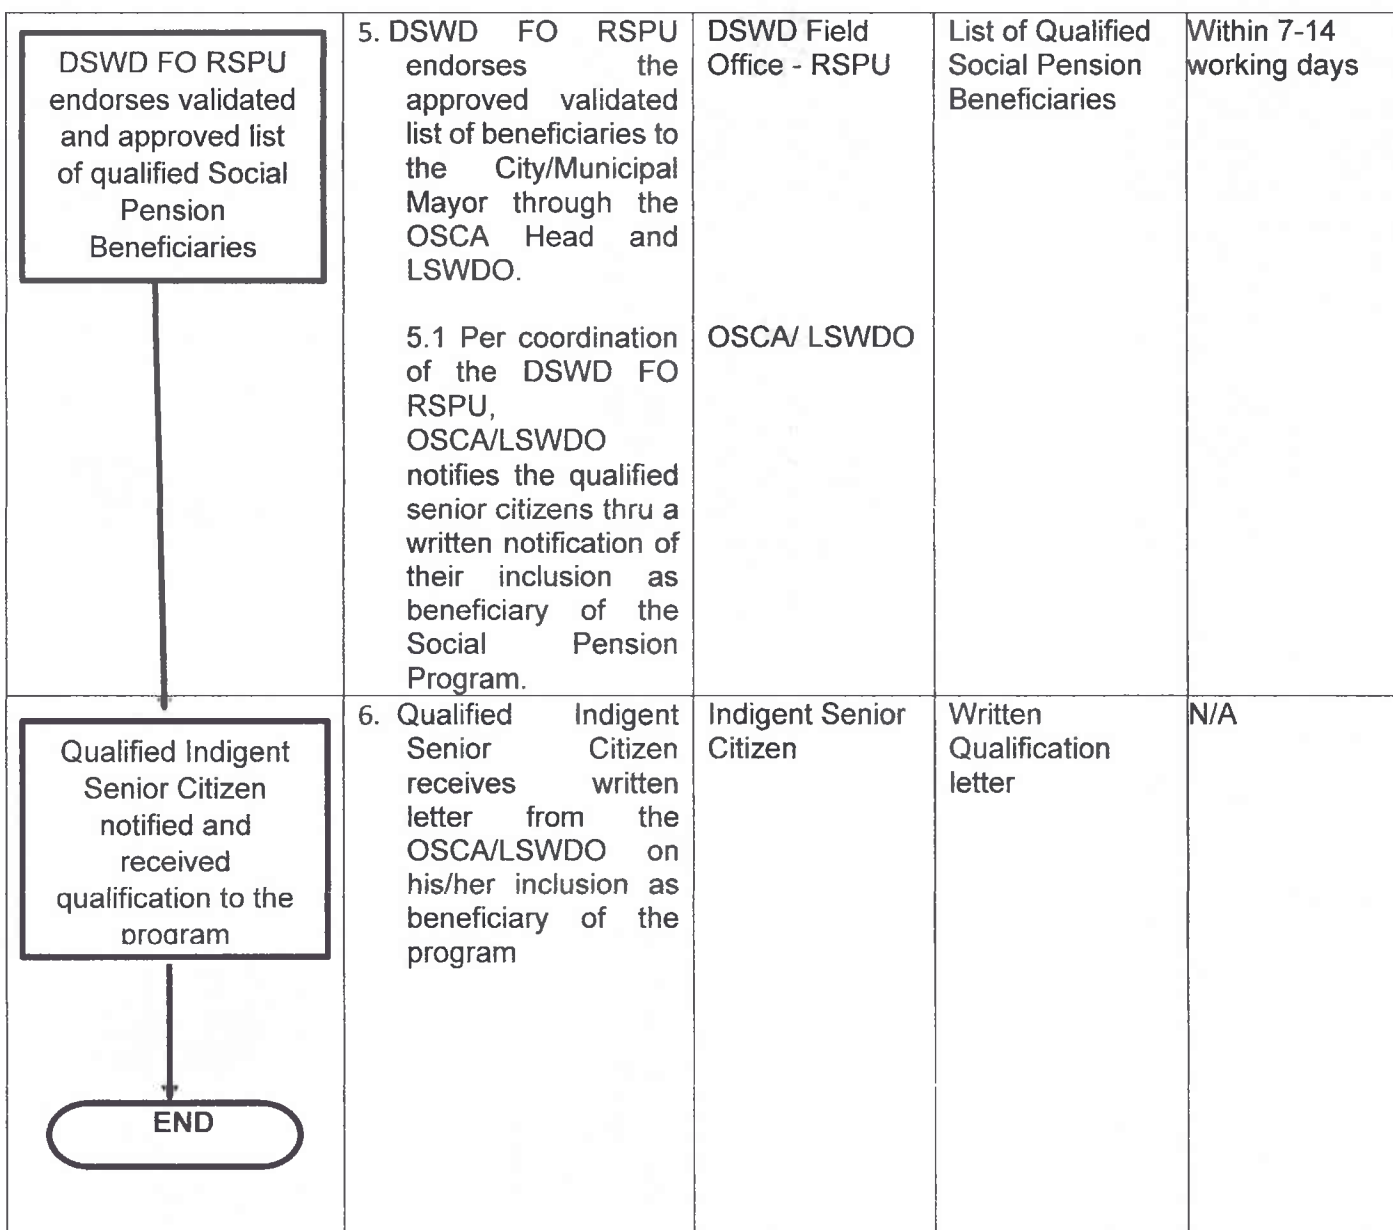 DSWD FO RSPU
endorses validated
and approved list
of qualified Social
Pension
Beneficiaries
5. DSWD FO RSPU
endorses the
approved validated
list of beneficiaries to
the City/Municipal
Mayor through the
OSCA Head and
LSWDO.
5.1 Per coordination
of the DSWD FO
RSPU,
OSCA/LSWDO
notifies the qualified
senior citizens thru a
written notification of
their inclusion as
beneficiary of the
Social Pension
Program.
DSWD Field
Office - RSPU
OSCA/ LSWDO
List of Qualified
Social Pension
Beneficiaries
Within 7-14
working days
Qualified Indigent
Senior Citizen
notified and
received
qualification to the
program
6. Qualified Indigent
Senior Citizen
receives written
letter from the
OSCA/LSWDO on
his/her inclusion as
beneficiary of the
program
Indigent Senior
Citizen
Written
Qualification
letter
N/A
END